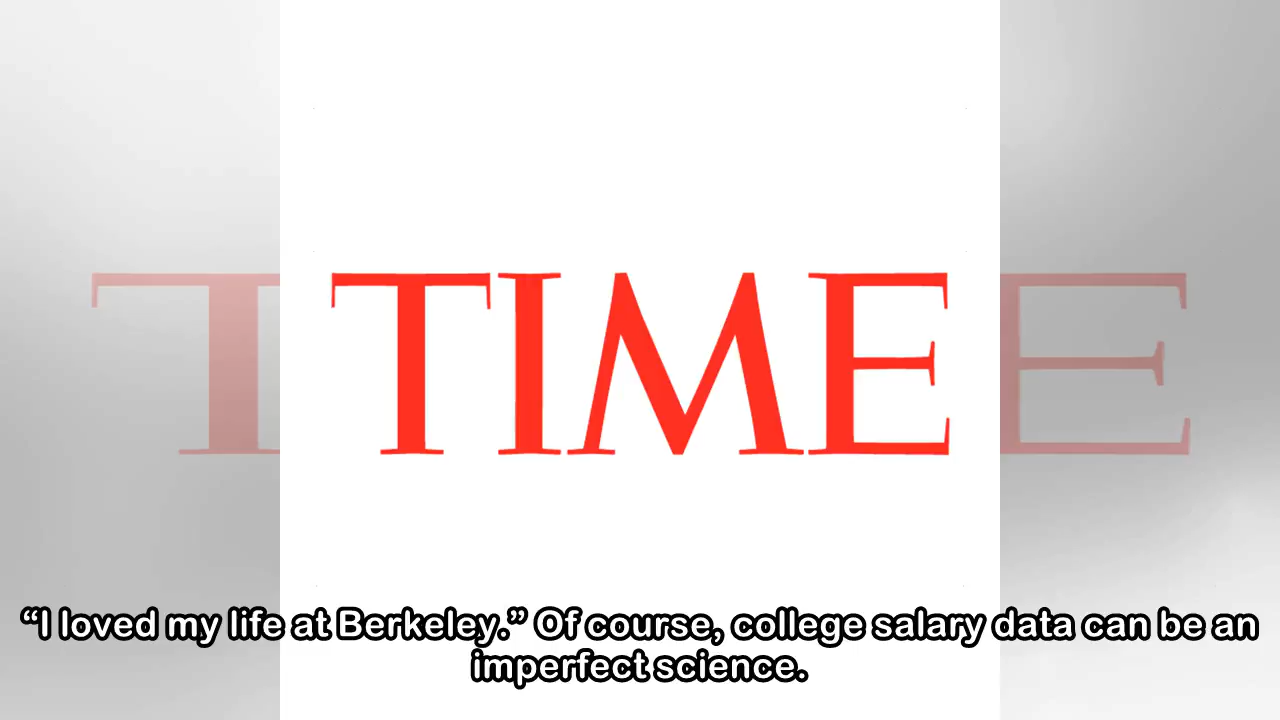 TIME
“I loved my life at Berkeley.” Of course, college salary data can be an
imperfect science.